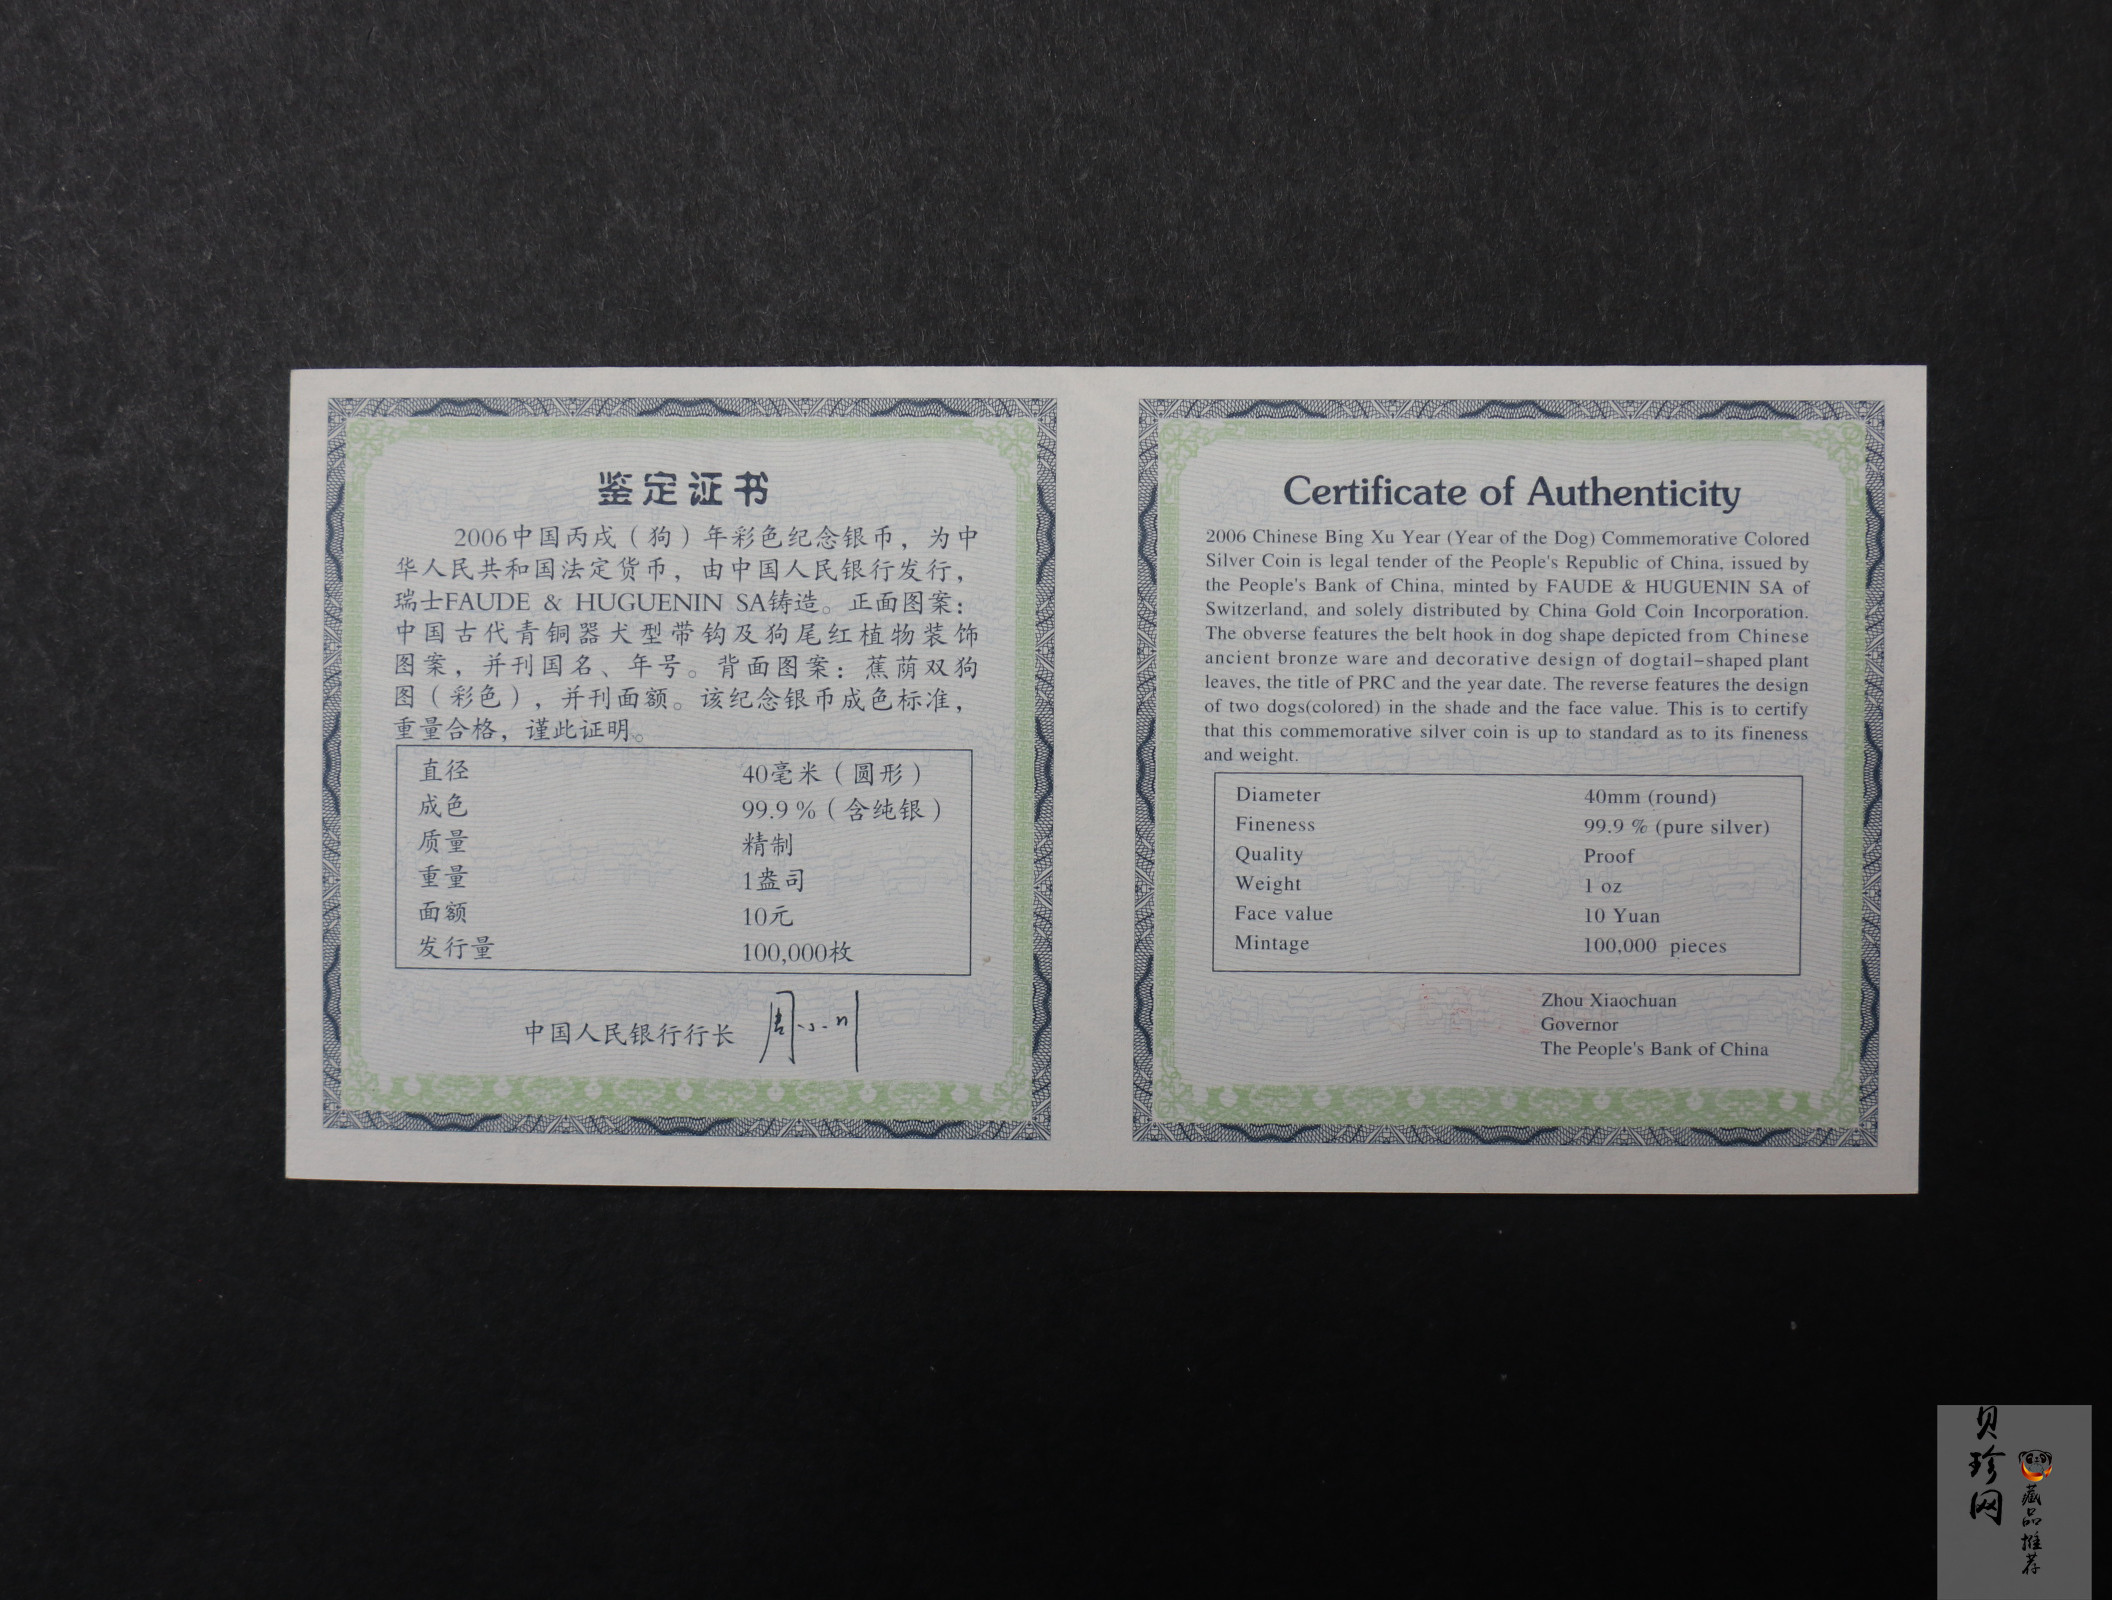 鉴定证书
2006中国丙戌（狗）年彩色纪念银币，为中
华人民共和国法定货币，由中国人民银行发行，
瑞士FAUDE & HUGUENIN SA铸造。正面图案：
中国古代青铜器犬型带钩及狗尾红植物装饰
图案，并刊国名、年号。背面图案：蕉荫双狗
图（彩色），并刊面额。该纪念银币成色标准，
重量合格，谨此证明。
直径 40毫米（圆形）
成色 99.9％（含纯银）
质量 精制
重量 1盎司
面额 10元
发行量 100,000枚
中国人民银行行长 周小川
Certificate of Authenticity
2006 Chinese Bing Xu Year (Year of the Dog) Commemorative Colored
Silver Coin is legal tender of the People's Republic of China, issued by
the People's Bank of China, minted by FAUDE & HUGUENIN SA of
Switzerland, and solely distributed by China Gold Coin Incorporation.
The obverse features the belt hook in dog shape depicted from Chinese
ancient bronze ware and decorative design of dogtail-shaped plant
leaves, the title of PRC and the year date. The reverse features the design
of two dogs(colored) in the shade and the face value. This is to certify
that this commemorative silver coin is up to standard as to its fineness
and weight.
Diameter 40mm (round)
Fineness 99.9 % (pure silver)
Quality Proof
Weight 1 oz
Face value 10 Yuan
Mintage 100,000 pieces
Zhou Xiaochuan
Governor
The People's Bank of China
贝珍网
藏品推荐